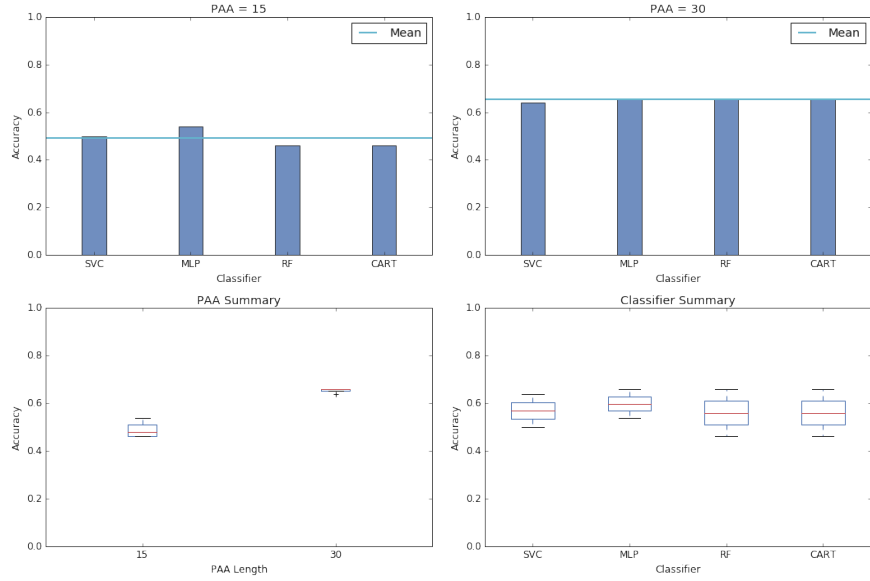 PAA = 15
1.0
0.8
0.6
0.4
0.2
0.0
Accuracy
Mean
SVC MLP RF CART
Classifier
PAA = 30
1.0
0.8
0.6
0.4
0.2
0.0
Accuracy
Mean
SVC MLP RF CART
Classifier
PAA Summary
1.0
0.8
0.6
0.4
0.2
0.0
Accuracy
15 30
PAA Length
Classifier Summary
1.0
0.8
0.6
0.4
0.2
0.0
Accuracy
SVC MLP RF CART
Classifier